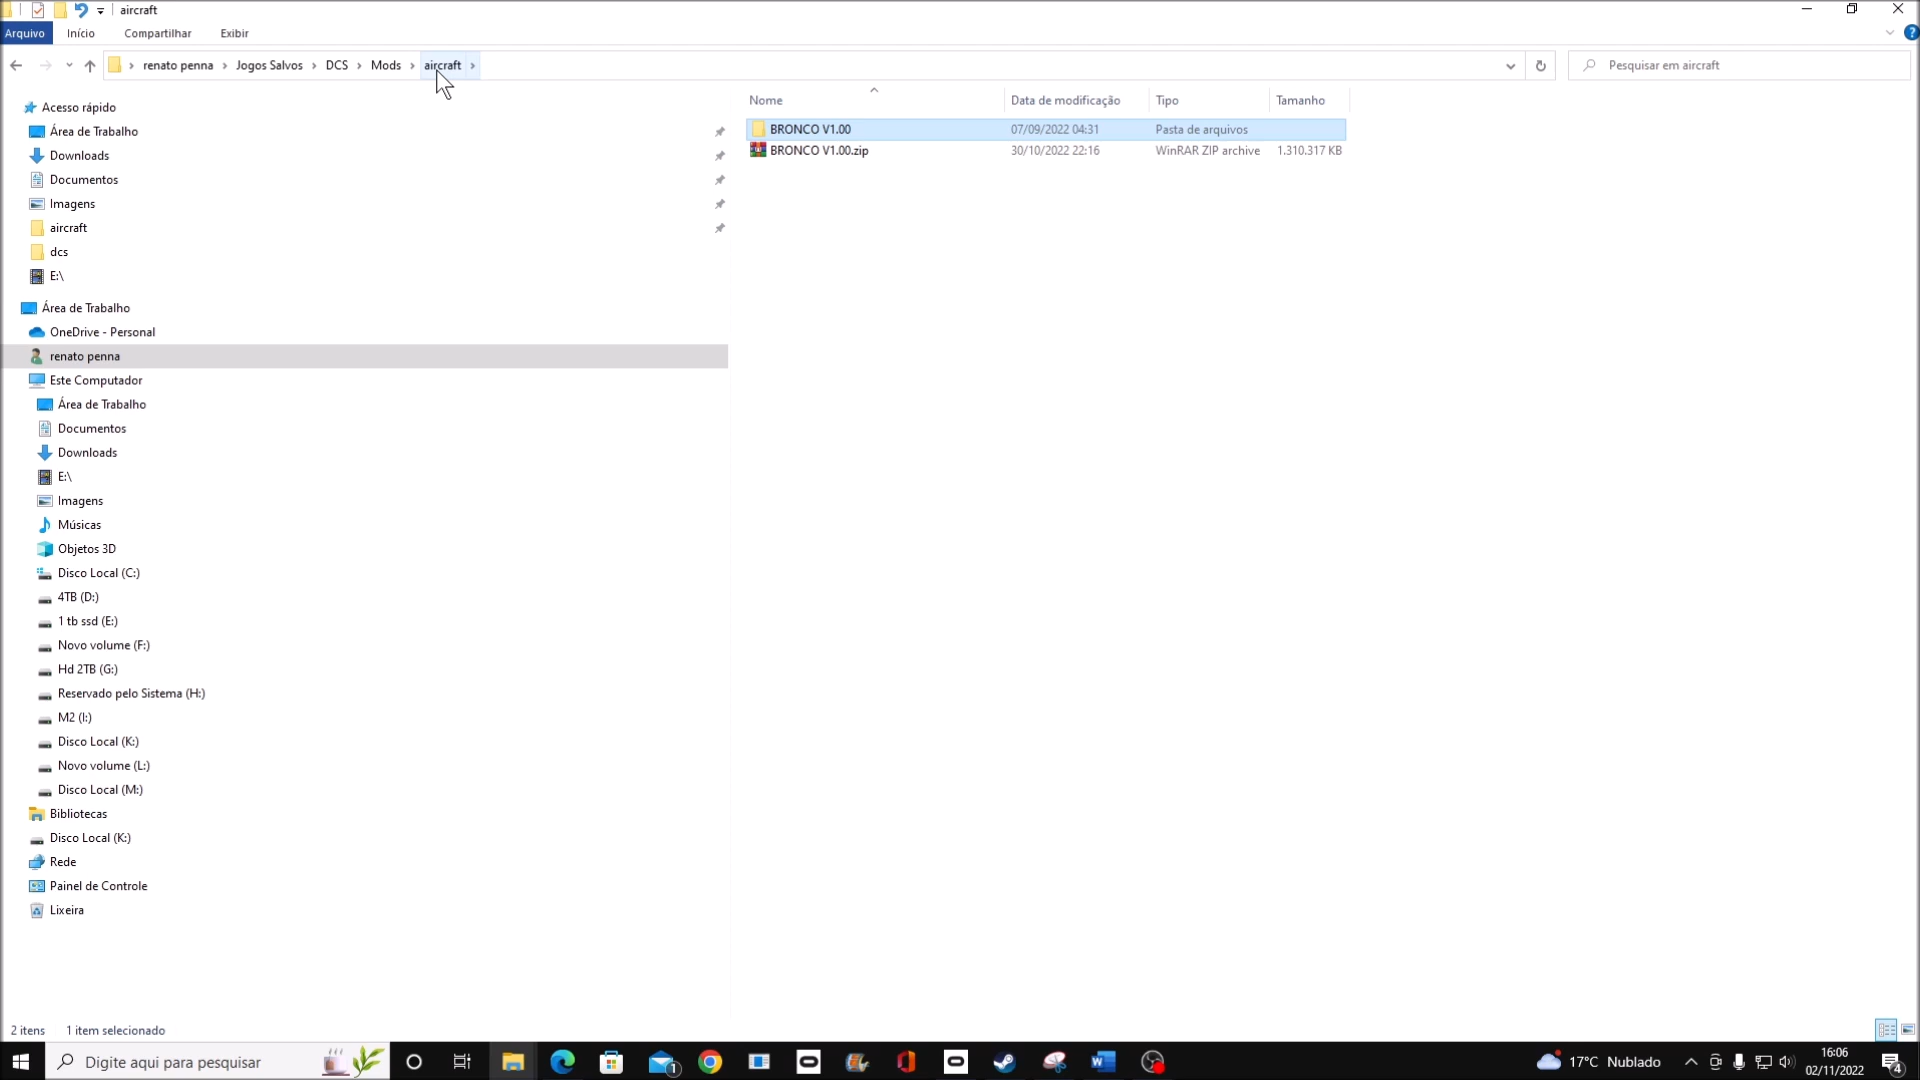 aircraft
Arquivo Início Compartilhar Exibir
renato penna Jogos Salvos DCS Mods aircraft Pesquisar em aircraft
Nome Data de modificação Tipo Tamanho
BRONCO V1.00 07/09/2022 04:31 Pasta de arquivos
BRONCO V1.00.zip 30/10/2022 22:16 WinRAR ZIP archive 1.310.317 KB
Acesso rápido
Área de Trabalho
Downloads
Documentos
Imagens
aircraft
dcs
E:\
Área de Trabalho
OneDrive - Personal
renato penna
Este Computador
Área de Trabalho
Documentos
Downloads
E:\
Imagens
Músicas
Objetos 3D
Disco Local (C:)
4TB (D:)
1 tb ssd (E:)
Novo volume (F:)
Hd 2TB (G:)
Reservado pelo Sistema (H:)
M2 (I:)
Disco Local (K:)
Novo volume (L:)
Disco Local (M:)
Bibliotecas
Disco Local (K:)
Rede
Painel de Controle
Lixeira
2 itens 1 item selecionado
Digite aqui para pesquisar 1 17°C Nublado 16:06
02/11/2022 4